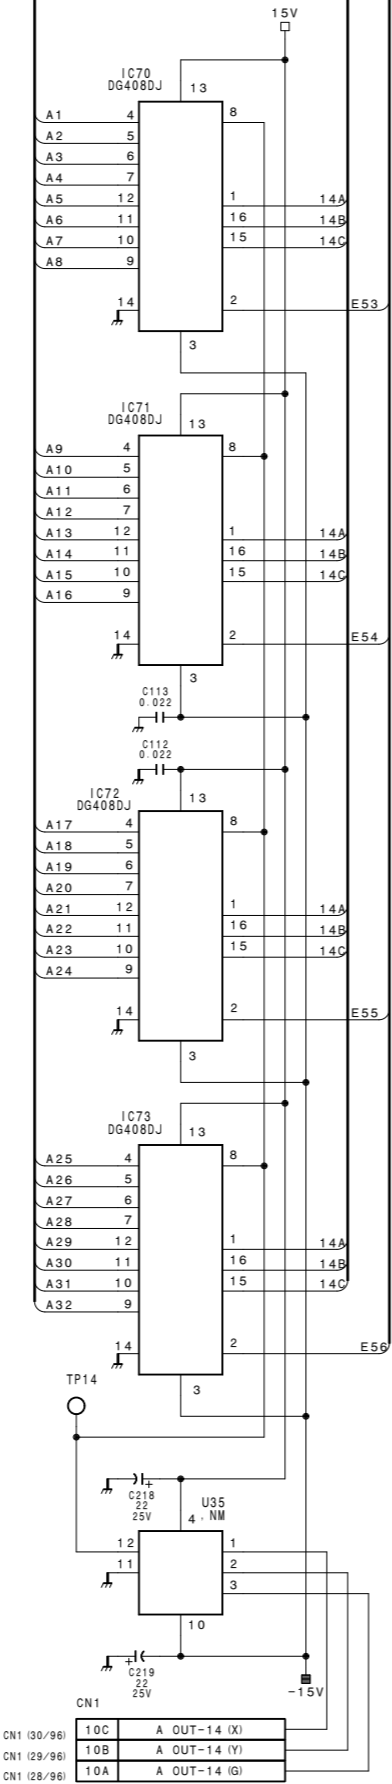 15V
IC70
DG408DJ
13
A1 4 8
A2 5
A3 6
A4 7
A5 12 1 14A
A6 11 16 14B
A7 10 15 14C
A8 9
14 2 E53
3
IC71
DG408DJ
13
A9 4 8
A10 5
A11 6
A12 7
A13 12 1 14A
A14 11 16 14B
A15 10 15 14C
A16 9
14 2 E54
3
C113
0.022
C112
0.022
IC72
DG408DJ
13
A17 4 8
A18 5
A19 6
A20 7
A21 12 1 14A
A22 11 16 14B
A23 10 15 14C
A24 9
14 2 E55
3
IC73
DG408DJ
13
A25 4 8
A26 5
A27 6
A28 7
A29 12 1 14A
A30 11 16 14B
A31 10 15 14C
A32 9
14 2 E56
3
TP14
+
C218
22
25V
U35
4 . NM
12 1
11 2
3
10
+
C219
22
25V
-15V
CN1
CN1 (30/96) 10C A OUT-14 (X)
CN1 (29/96) 10B A OUT-14 (Y)
CN1 (28/96) 10A A OUT-14 (G)